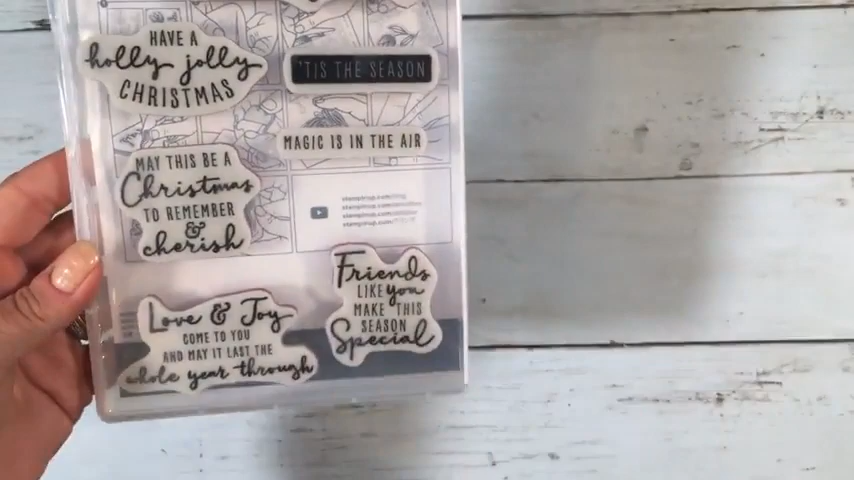 HAVE A
holly jolly
CHRISTMAS
'TIS THE SEASON
MAGIC IS IN THE AIR
MAY THIS BE A
Christmas
TO REMEMBER
&
cherish
Friends
LIKE you
MAKE THIS
SEASON
Special
Love & Joy
COME TO YOU
AND MAY IT LAST THE
whole year through